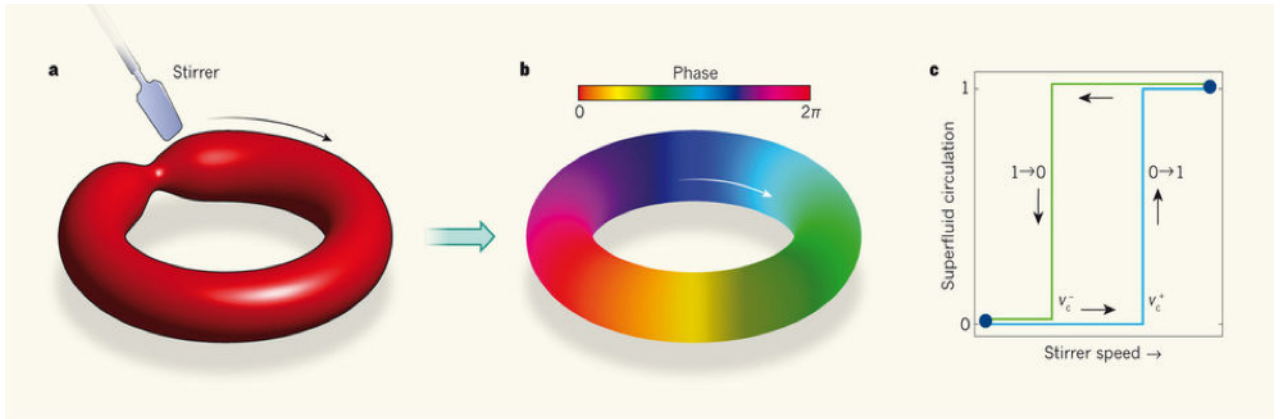 a
Stirrer
b
Phase
0
2π
c
Superfluid circulation
1
0
1→0
0→1
v_c^-
v_c^+
Stirrer speed →